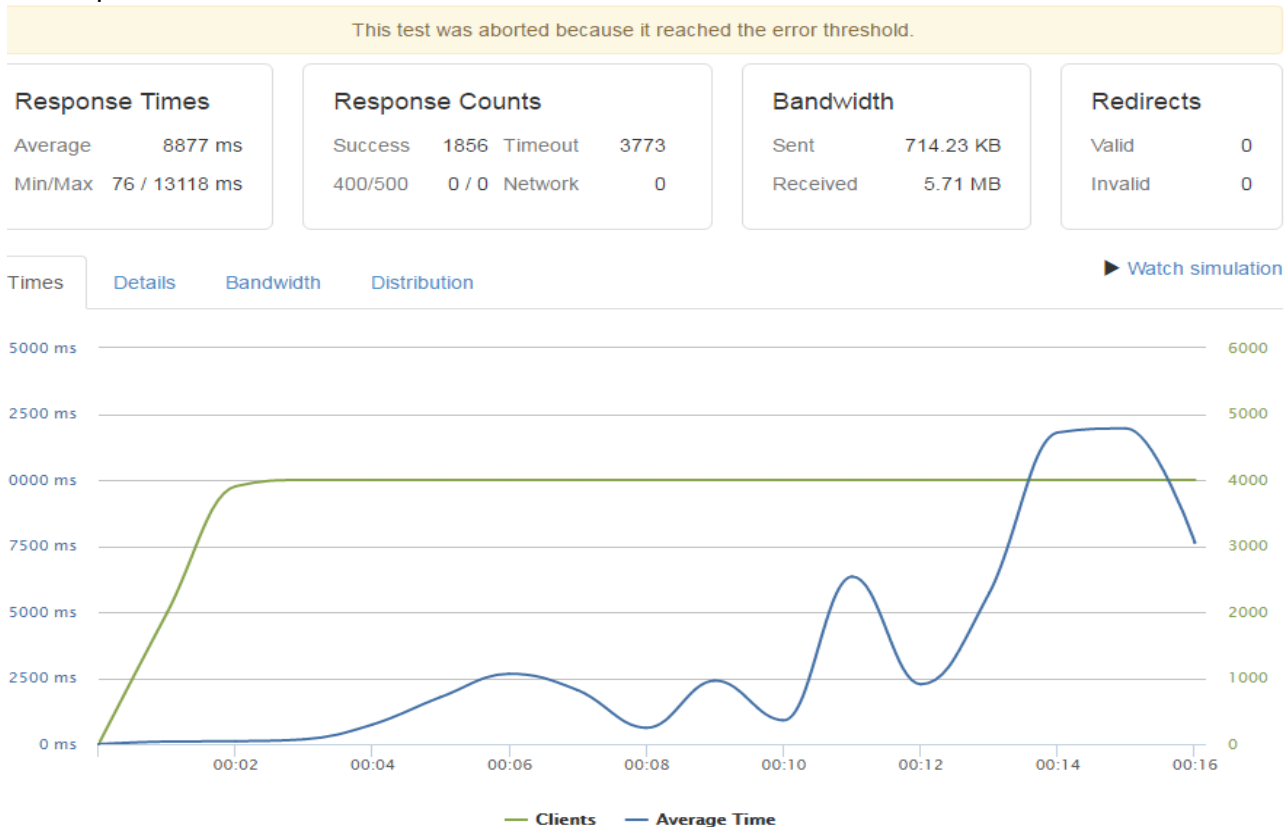 This test was aborted because it reached the error threshold.
Response Times
Average 8877 ms
Min/Max 76 / 13118 ms
Response Counts
Success 1856 Timeout 3773
400/500 0 / 0 Network 0
Bandwidth
Sent 714.23 KB
Received 5.71 MB
Redirects
Valid 0
Invalid 0
Times Details Bandwidth Distribution
▶ Watch simulation
5000 ms 6000
2500 ms 5000
0000 ms 4000
7500 ms 3000
5000 ms 2000
2500 ms 1000
0 ms 0
00:02 00:04 00:06 00:08 00:10 00:12 00:14 00:16
Clients Average Time